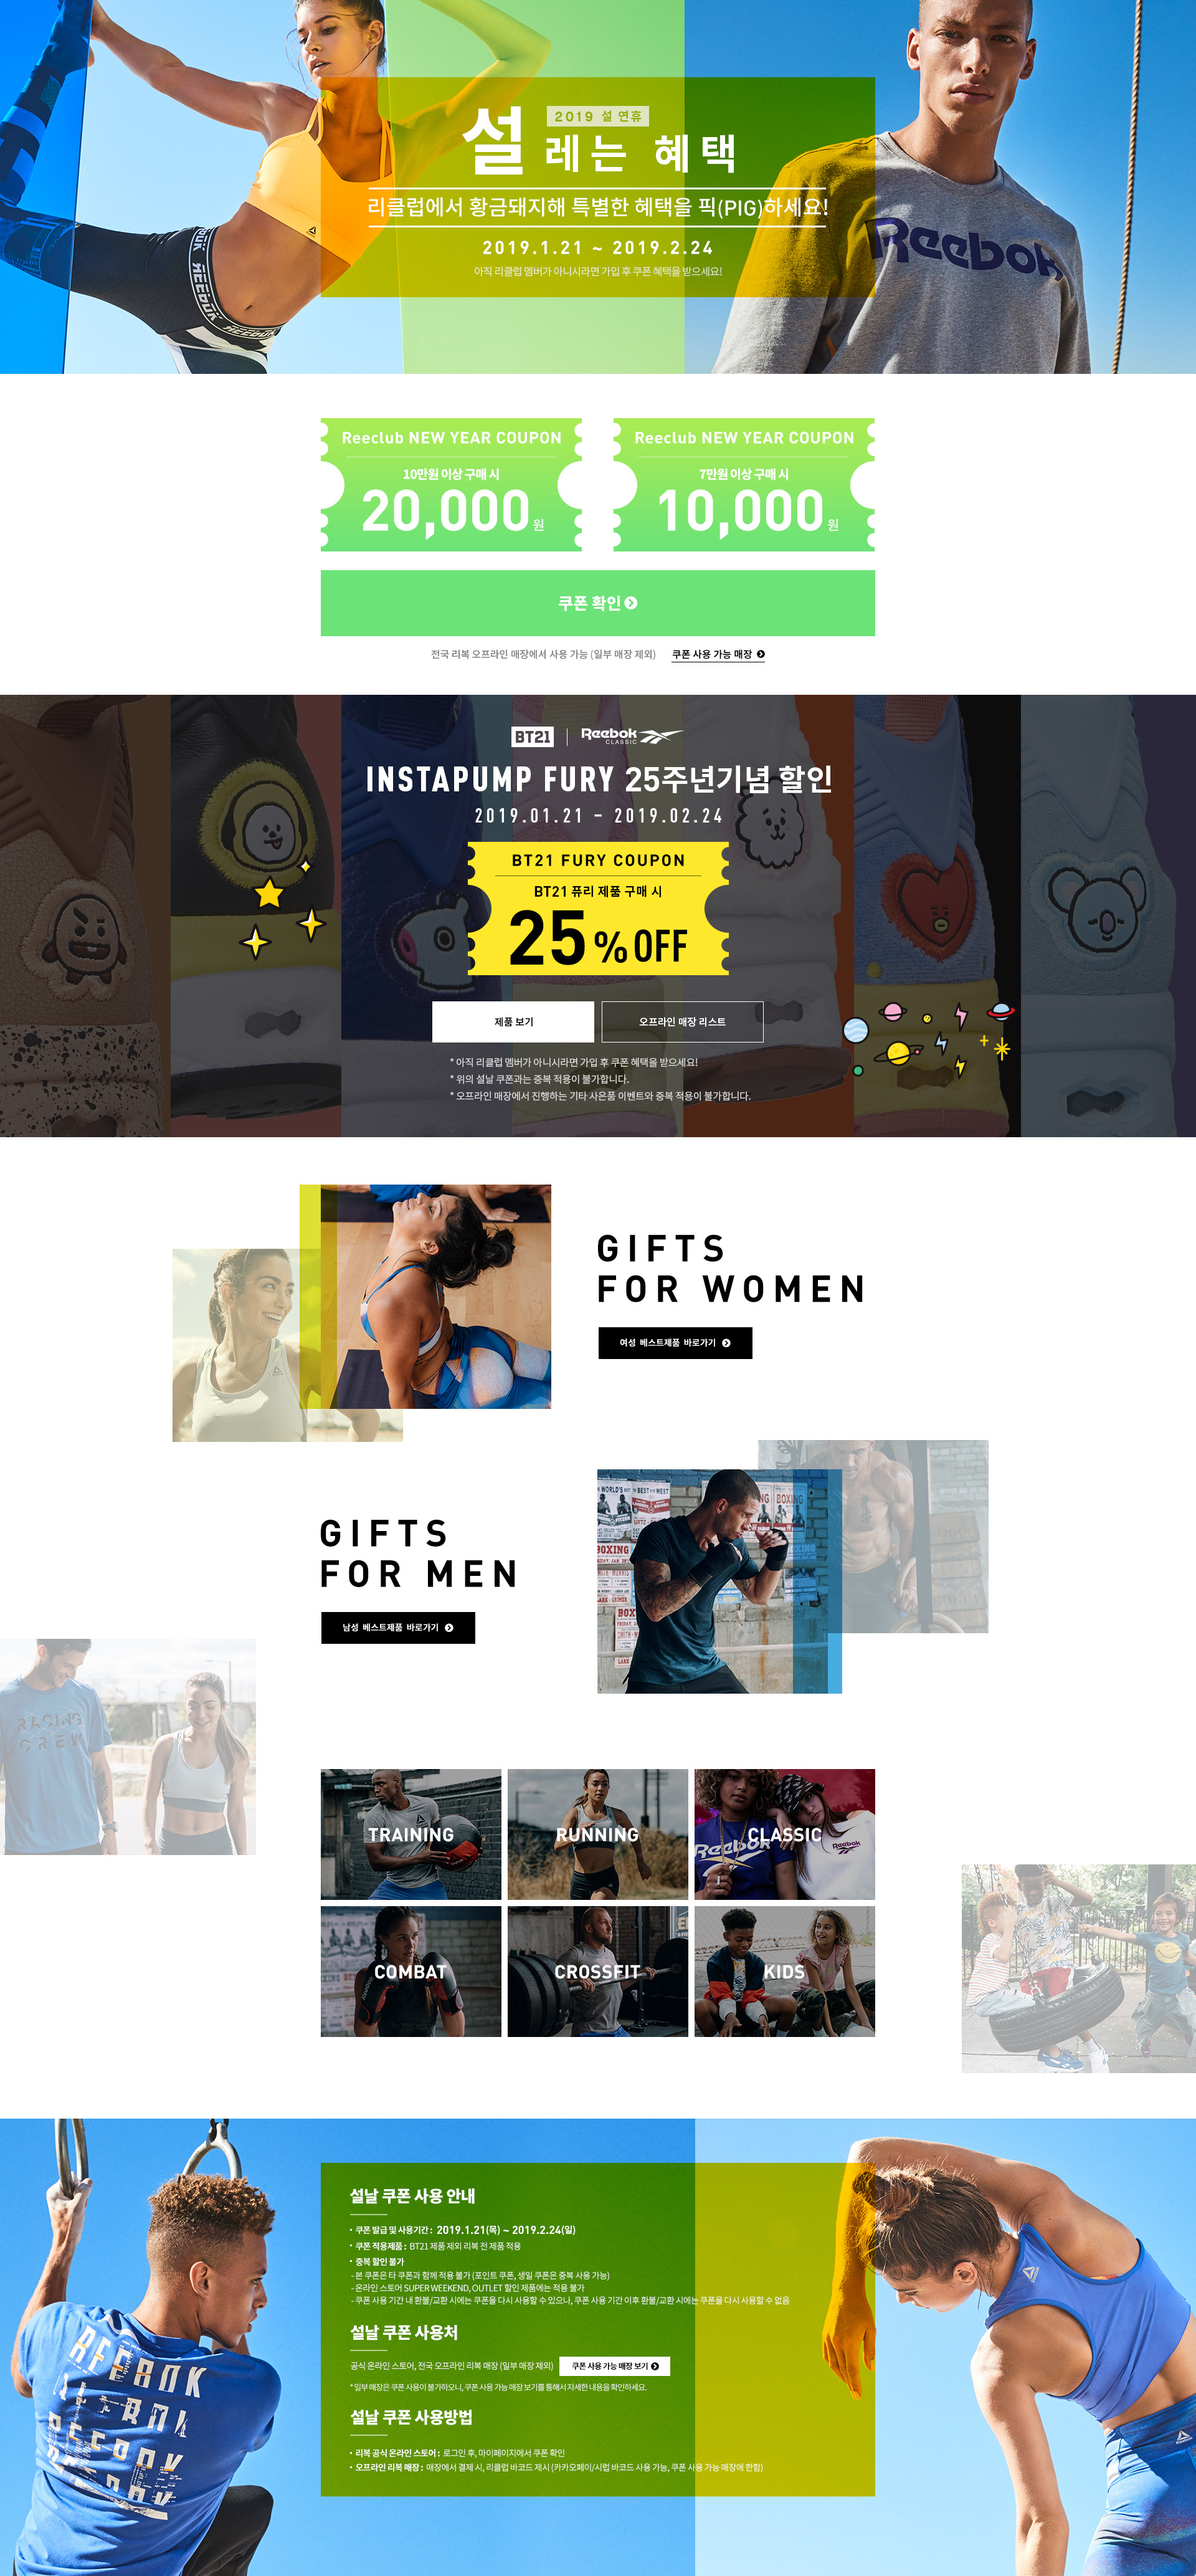 2019 설 연휴
설레는 혜택
리클럽에서 황금돼지해 특별한 혜택을 픽(PIG)하세요!
2019.1.21 ~ 2019.2.24
아직 리클럽 멤버가 아니시라면 가입 후 쿠폰 혜택을 받으세요!
REEBOK
REEBOK
Reebok
Reeclub NEW YEAR COUPON
10만원 이상 구매 시
20,000원
Reeclub NEW YEAR COUPON
7만원 이상 구매 시
10,000원
쿠폰 확인
전국 리복 오프라인 매장에서 사용 가능 (일부 매장 제외)
쿠폰 사용 가능 매장
BT21
Reebok
CLASSIC
INSTAPUMP FURY 25주년기념 할인
2019.01.21 - 2019.02.24
BT21 FURY COUPON
BT21 퓨리 제품 구매 시
25% OFF
제품 보기
오프라인 매장 리스트
* 아직 리클럽 멤버가 아니시라면 가입 후 쿠폰 혜택을 받으세요!
* 위의 설날 쿠폰과는 중복 적용이 불가합니다.
* 오프라인 매장에서 진행하는 기타 사은품 이벤트와 중복 적용이 불가합니다.
GIFTS
FOR WOMEN
여성 베스트제품 바로가기
GIFTS
FOR MEN
남성 베스트제품 바로가기
BOXING
BOXING
RACING
CREW
TRAINING
RUNNING
CLASSIC
Reebok
Reebok
COMBAT
CROSSFIT
KIDS
설날 쿠폰 사용 안내
• 쿠폰 발급 및 사용기간 : 2019.1.21(목) ~ 2019.2.24(일)
• 쿠폰 적용제품 : BT21 제품 제외 리복 전 제품 적용
• 중복 할인 불가
- 본 쿠폰은 타 쿠폰과 함께 적용 불가 (포인트 쿠폰, 생일 쿠폰은 중복 사용 가능)
- 온라인 스토어 SUPER WEEKEND, OUTLET 할인 제품에는 적용 불가
- 쿠폰 사용 기간 내 환불/교환 시에는 쿠폰을 다시 사용할 수 있으나, 쿠폰 사용 기간 이후 환불/교환 시에는 쿠폰을 다시 사용할 수 없음
설날 쿠폰 사용처
공식 온라인 스토어, 전국 오프라인 리복 매장 (일부 매장 제외)
쿠폰 사용 가능 매장 보기
* 일부 매장은 쿠폰 사용이 불가하오니, 쿠폰 사용 가능 매장 보기를 통해서 자세한 내용을 확인하세요.
설날 쿠폰 사용방법
• 리복 공식 온라인 스토어 : 로그인 후, 마이페이지에서 쿠폰 확인
• 오프라인 리복 매장 : 매장에서 결제 시, 리클럽 바코드 제시 (카카오페이/시럽 바코드 사용 가능, 쿠폰 사용 가능 매장에 한함)